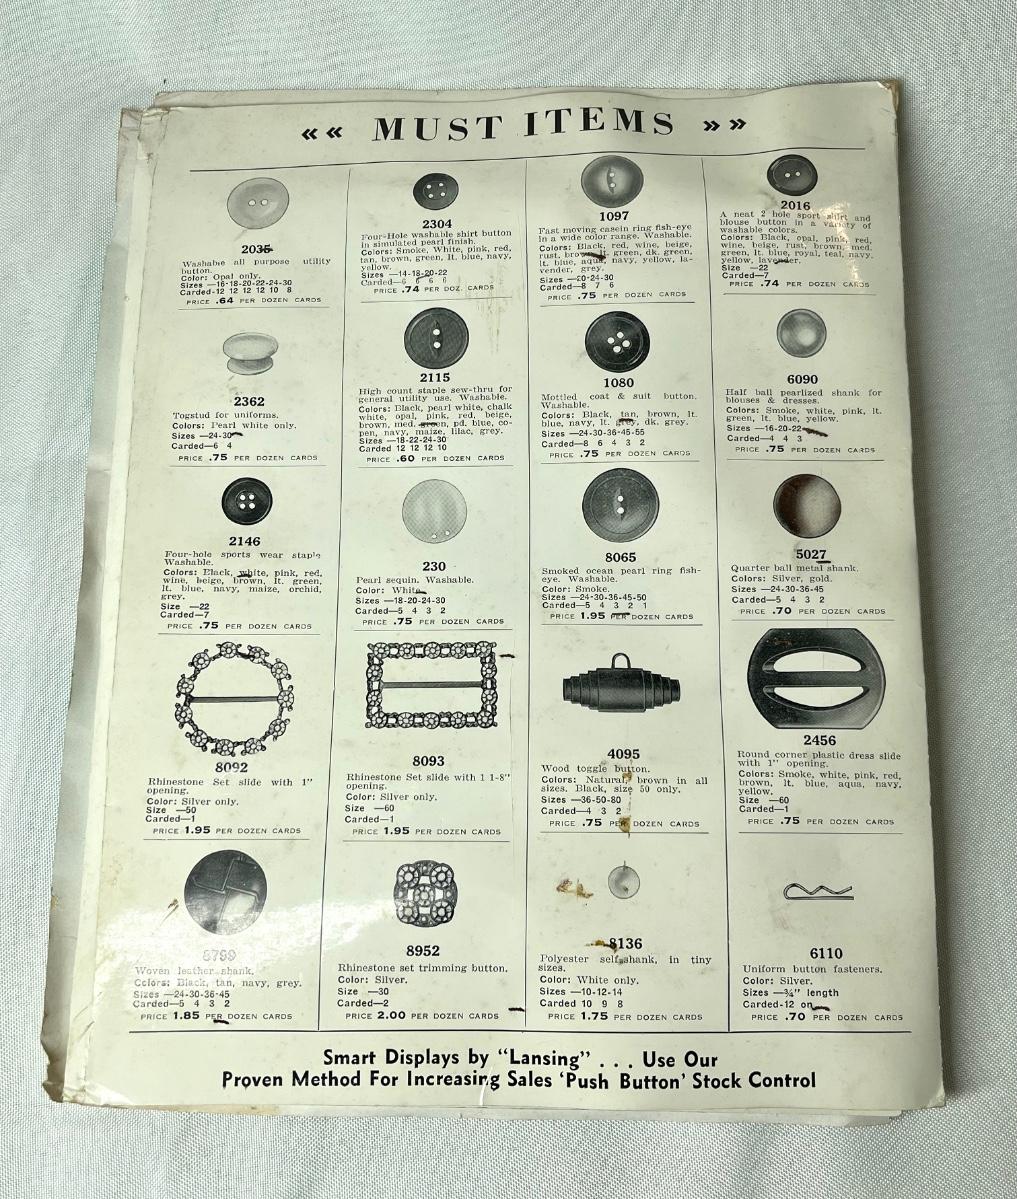 «« MUST ITEMS »»
2035
Washable all purpose utility
button.
Color: Opal only.
Sizes —16-18-20-22-24-30
Carded-12 12 12 12 10 8
PRICE .64 PER DOZEN CARDS
2304
Four-Hole washable shirt button
in simulated pearl finish.
Colors: Smoke, White, pink, red,
tan, brown, green, lt. blue, navy,
yellow.
Sizes —14-18-20-22
Carded—6 6 6 6
PRICE .74 PER DOZ. CARDS
1097
Fast moving casein ring fish-eye
in a wide color range. Washable.
Colors: Black, red, wine, beige,
rust, brown, lt. green, dk. green,
lt. blue, aqua, navy, yellow, la-
vender, grey.
Sizes —20-24-30
Carded—8 7 6
PRICE .75 PER DOZEN CARDS
2016
A neat 2 hole sport shirt and
blouse button in a variety of
washable colors.
Colors: Black, opal, pink, red,
wine, beige, rust, brown, med.
green, lt. blue, royal, teal, navy,
yellow, lavender.
Size —22
Carded—7
PRICE .74 PER DOZEN CARDS
2362
Togstud for uniforms.
Color: Pearl white only.
Sizes —24-30
Carded—6 4
PRICE .75 PER DOZEN CARDS
2115
High count staple sew-thru for
general utility use. Washable.
Colors: Black, pearl white, chalk
white, opal, pink, red, beige,
brown, med. green, pd. blue, co-
pen, navy, maize, lilac, grey.
Sizes —18-22-24-30
Carded 12 12 12 10
PRICE .60 PER DOZEN CARDS
1080
Mottled coat & suit button.
Washable.
Colors: Black, tan, brown, lt.
blue, navy, lt. grey, dk. grey.
Sizes —24-30-36-45-55
Carded—8 6 4 3 2
PRICE .75 PER DOZEN CARDS
6090
Half ball pearlized shank for
blouses & dresses.
Colors: Smoke, white, pink, lt.
green, lt. blue, yellow.
Sizes —16-20-22
Carded—4 4 3
PRICE .75 PER DOZEN CARDS
2146
Four-hole sports wear staple
Washable.
Colors: Black, white, pink, red,
wine, beige, brown, lt. green,
lt. blue, navy, maize, orchid,
grey.
Size —22
Carded—7
PRICE .75 PER DOZEN CARDS
230
Pearl sequin. Washable.
Color: White.
Sizes —18-20-24-30
Carded—5 4 3 2
PRICE .75 PER DOZEN CARDS
8065
Smoked ocean pearl ring fish-
eye. Washable.
Color: Smoke.
Sizes —24-30-36-45-50
Carded—5 4 3 2 1
PRICE 1.95 PER DOZEN CARDS
5027
Quarter ball metal shank.
Colors: Silver, gold.
Sizes —24-30-36-45
Carded—5 4 3 2
PRICE .70 PER DOZEN CARDS
8092
Rhinestone Set slide with 1"
opening.
Color: Silver only.
Size —50
Carded—1
PRICE 1.95 PER DOZEN CARDS
8093
Rhinestone Set slide with 1 1-8"
opening.
Color: Silver only.
Size —60
Carded—1
PRICE 1.95 PER DOZEN CARDS
4095
Wood toggle button.
Colors: Natural, brown in all
sizes. Black, size 50 only.
Sizes —36-50-80
Carded—4 3 2
PRICE .75 PER DOZEN CARDS
2456
Round corner plastic dress slide
with 1" opening.
Colors: Smoke, white, pink, red,
brown, lt. blue, aqua, navy,
yellow.
Size —60
Carded—1
PRICE .75 PER DOZEN CARDS
8799
Woven leather shank.
Colors: Black, tan, navy, grey.
Sizes —24-30-36-45
Carded—5 4 3 2
PRICE 1.85 PER DOZEN CARDS
8952
Rhinestone set trimming button.
Color: Silver.
Size —30
Carded—2
PRICE 2.00 PER DOZEN CARDS
8136
Polyester self shank, in tiny
sizes.
Color: White only.
Sizes —10-12-14
Carded 10 9 8
PRICE 1.75 PER DOZEN CARDS
6110
Uniform button fasteners.
Color: Silver.
Sizes —¾" length
Carded-12 on
PRICE .70 PER DOZEN CARDS
Smart Displays by "Lansing" . . . Use Our
Proven Method For Increasing Sales 'Push Button' Stock Control